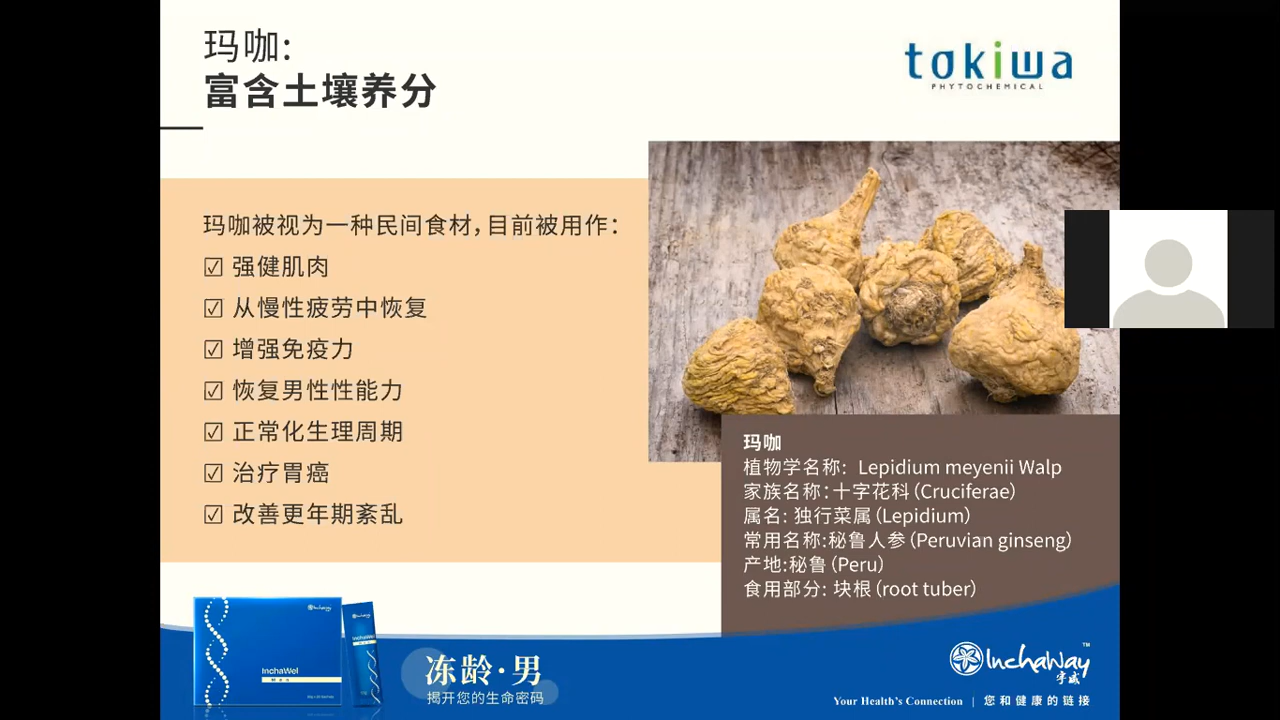 玛咖:
富含土壤养分
tokiwa
PHYTOCHEMICAL
玛咖被视为一种民间食材,目前被用作:
☑ 强健肌肉
☑ 从慢性疲劳中恢复
☑ 增强免疫力
☑ 恢复男性性能力
☑ 正常化生理周期
☑ 治疗胃癌
☑ 改善更年期紊乱
玛咖
植物学名称: Lepidium meyenii Walp
家族名称:十字花科(Cruciferae)
属名: 独行菜属(Lepidium)
常用名称:秘鲁人参(Peruvian ginseng)
产地:秘鲁(Peru)
食用部分: 块根(root tuber)
InchaWay
InchaWel
InchaWel
冻龄·男
揭开您的生命密码
InchaWay™
宇威
Your Health's Connection | 您和健康的链接